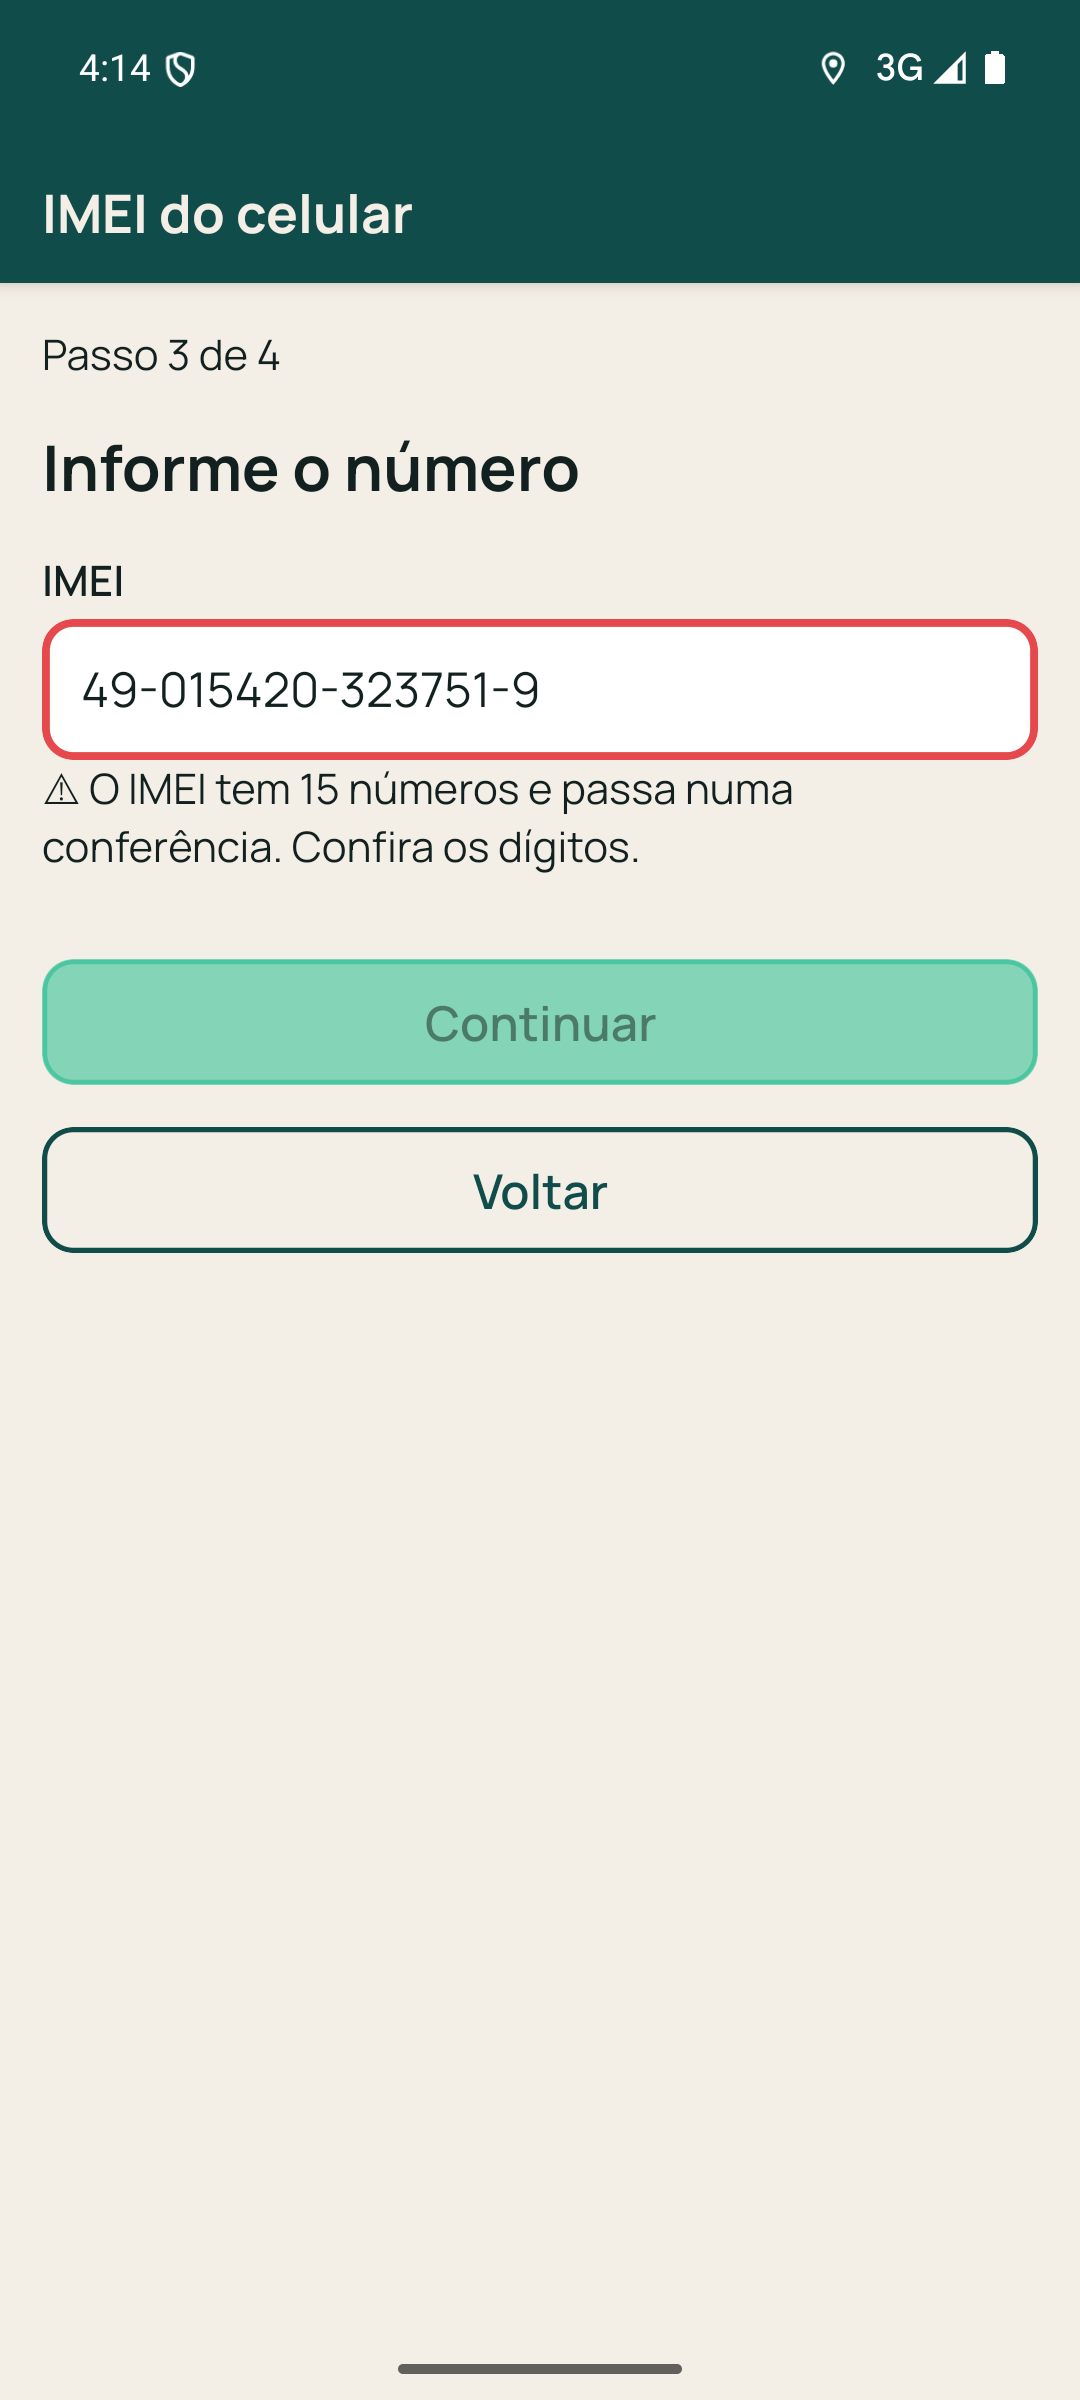 4:14
3G
IMEI do celular
Passo 3 de 4
Informe o número
IMEI
49-015420-323751-9
⚠ O IMEI tem 15 números e passa numa
conferência. Confira os dígitos.
Continuar
Voltar